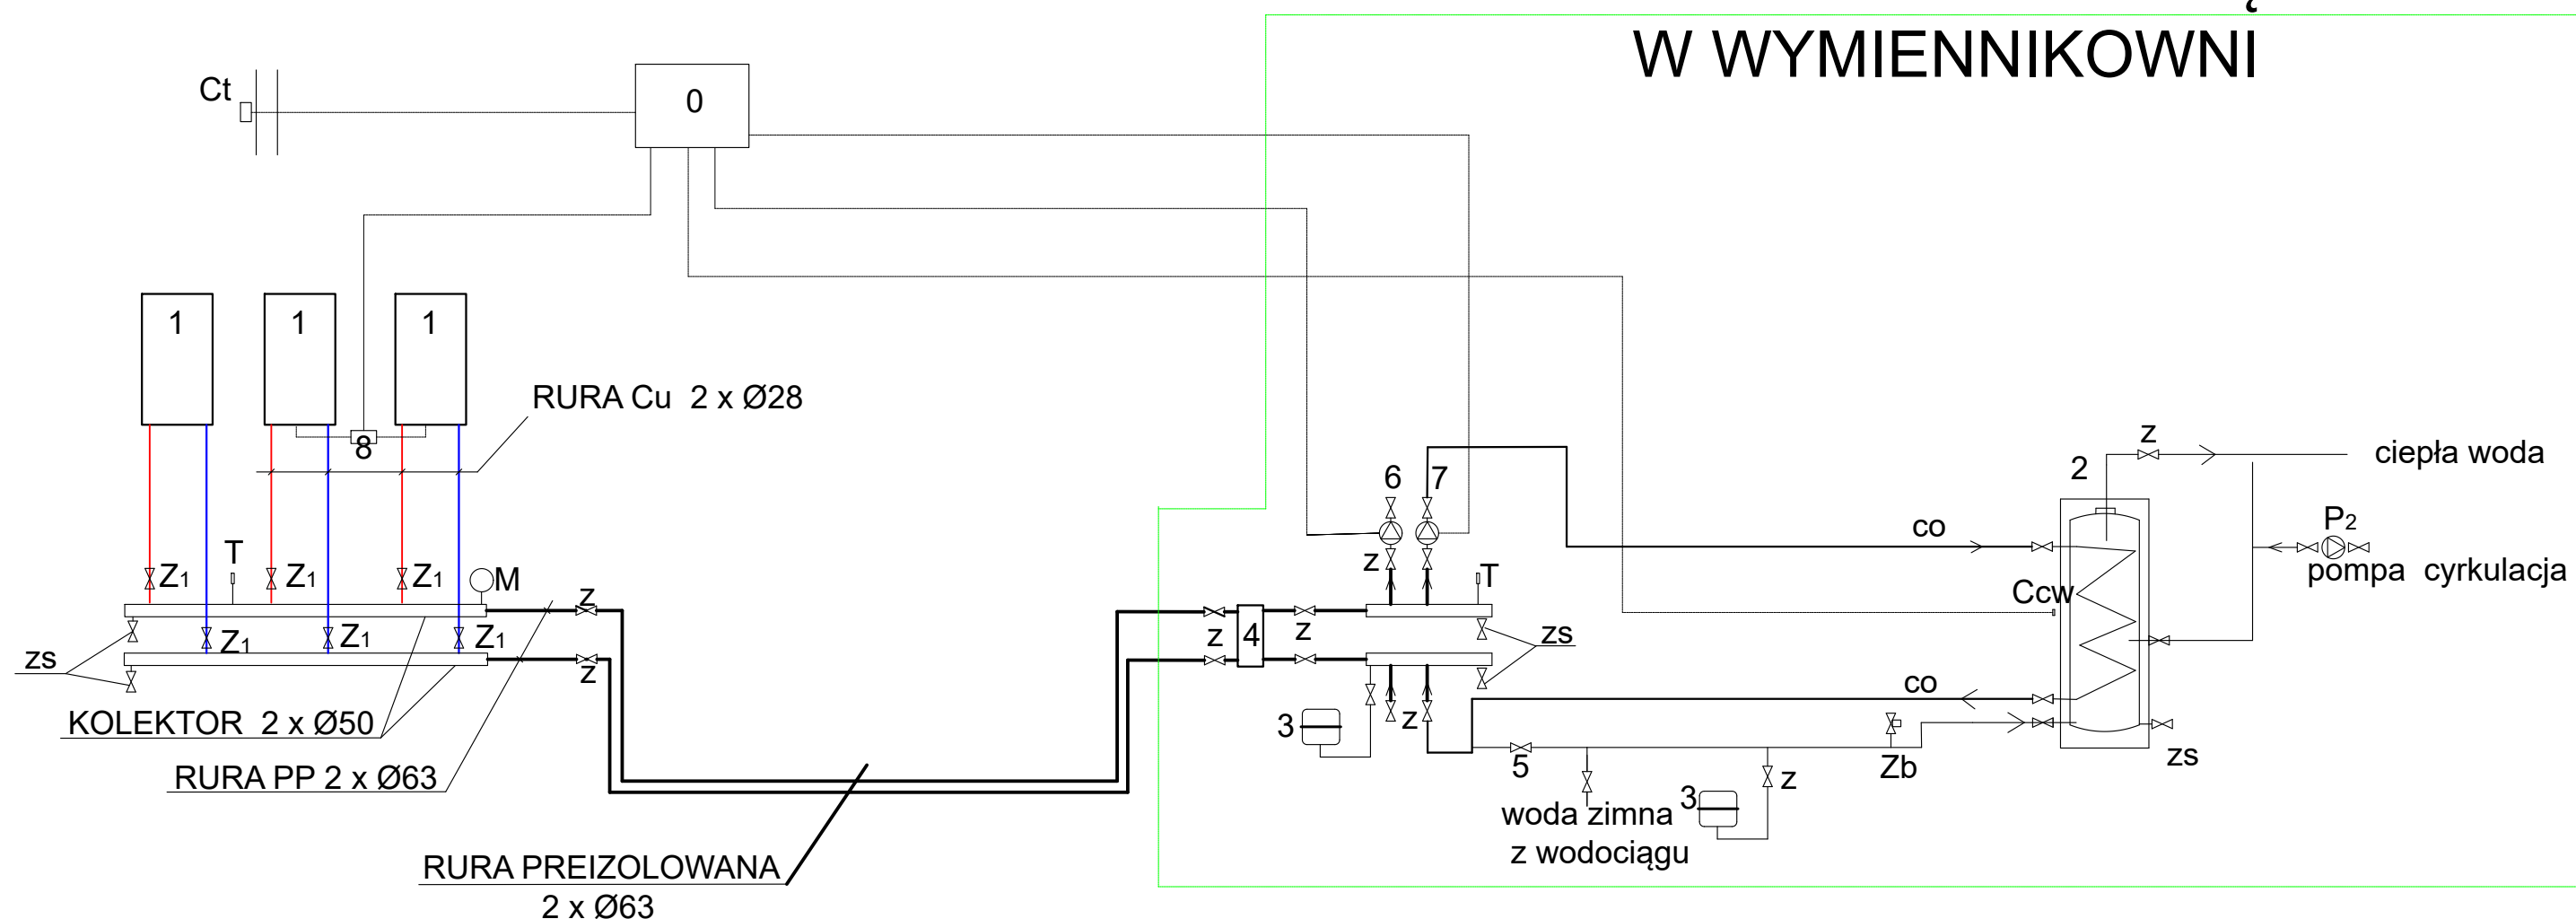 W WYMIENNIKOWNI
Ct
0
1
1
1
RURA Cu 2 x Ø28
8
z
2
ciepła woda
6
7
P2
pompa cyrkulacja
co
T
M
Z1
Z1
Z1
z
z
T
Ccw
Z1
Z1
Z1
z
z
4
z
zs
zs
co
KOLEKTOR 2 x Ø50
3
z
5
Zb
zs
RURA PP 2 x Ø63
z
3
woda zimna
z wodociągu
RURA PREIZOLOWANA
2 x Ø63